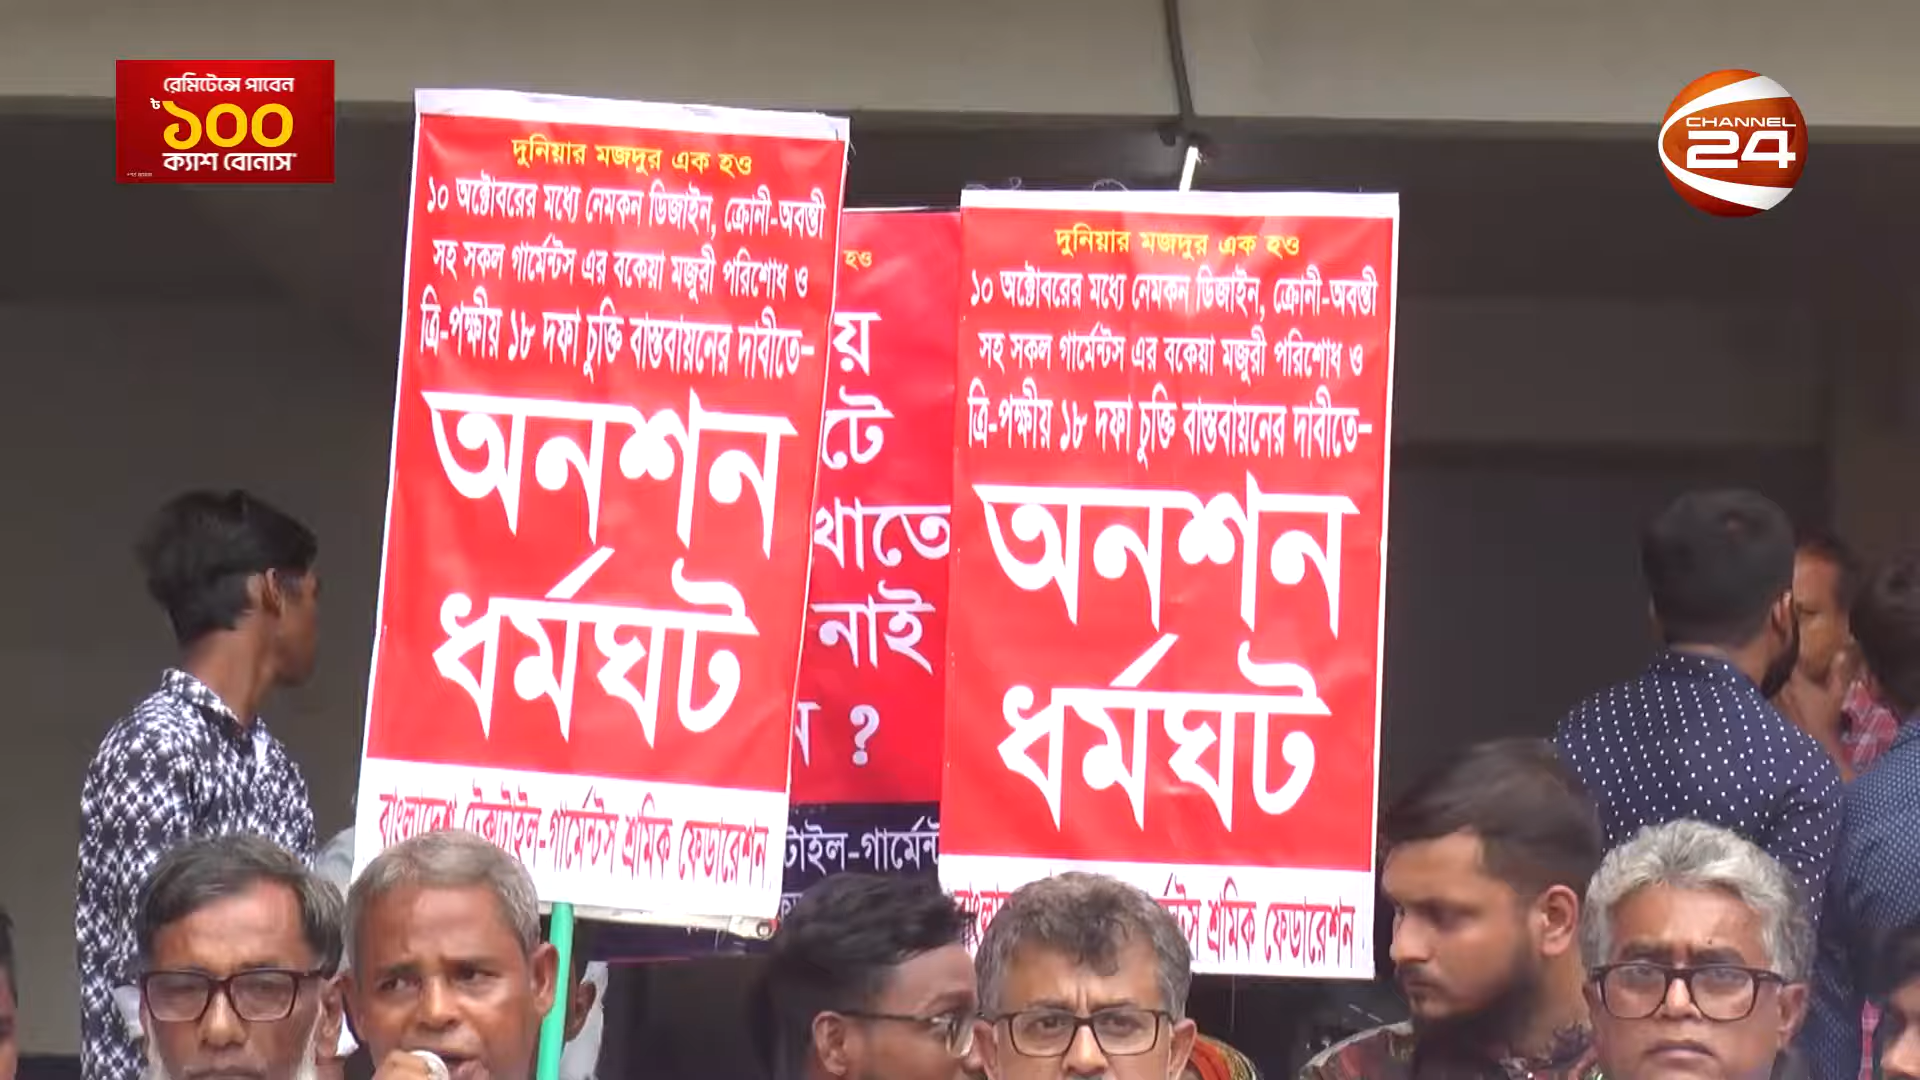 রেমিটেন্সে পাবেন
৳১০০
ক্যাশ বোনাস
CHANNEL
24
দুনিয়ার মজদুর এক হও
১০ অক্টোবরের মধ্যে নেমকন ডিজাইন, ক্রোনী-অবন্তী
সহ সকল গার্মেন্টস এর বকেয়া মজুরী পরিশোধ ও
ত্রি-পক্ষীয় ১৮ দফা চুক্তি বাস্তবায়নের দাবীতে-
অনশন
ধর্মঘট
বাংলাদেশ টেক্সটাইল-গার্মেন্টস শ্রমিক ফেডারেশন
হও
য়
টে
খাতে
নাই
ন ?
টাইল-গার্মেন্ট
দুনিয়ার মজদুর এক হও
১০ অক্টোবরের মধ্যে নেমকন ডিজাইন, ক্রোনী-অবন্তী
সহ সকল গার্মেন্টস এর বকেয়া মজুরী পরিশোধ ও
ত্রি-পক্ষীয় ১৮ দফা চুক্তি বাস্তবায়নের দাবীতে-
অনশন
ধর্মঘট
র্মেন্টস শ্রমিক ফেডারেশন